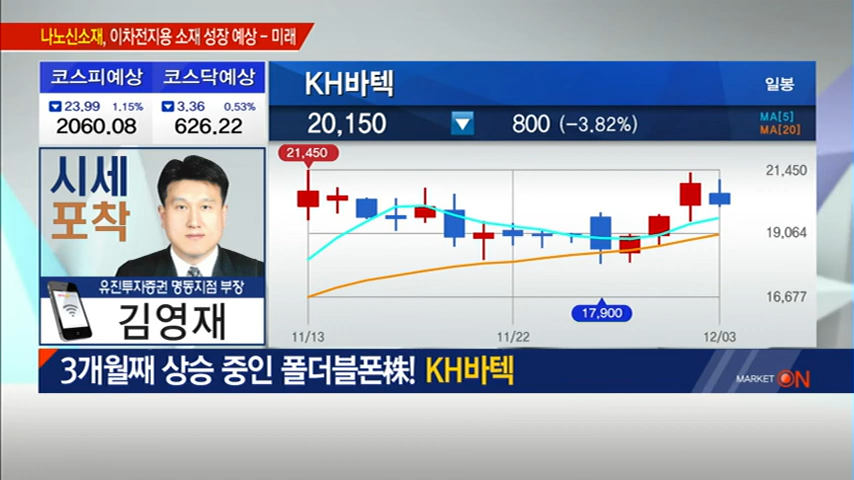 나노신소재, 이차전지용 소재 성장 예상 - 미래
코스피예상 코스닥예상
23.99 1.15% 3.36 0.53%
2060.08 626.22
KH바텍 일봉
20,150 800 (-3.82%)
MA[5]
MA[20]
시세
포착
유진투자증권 명동지점 부장
김영재
21,450
21,450
19,064
16,677
17,900
11/13 11/22 12/03
3개월째 상승 중인 폴더블폰株! KH바텍
MARKET ON